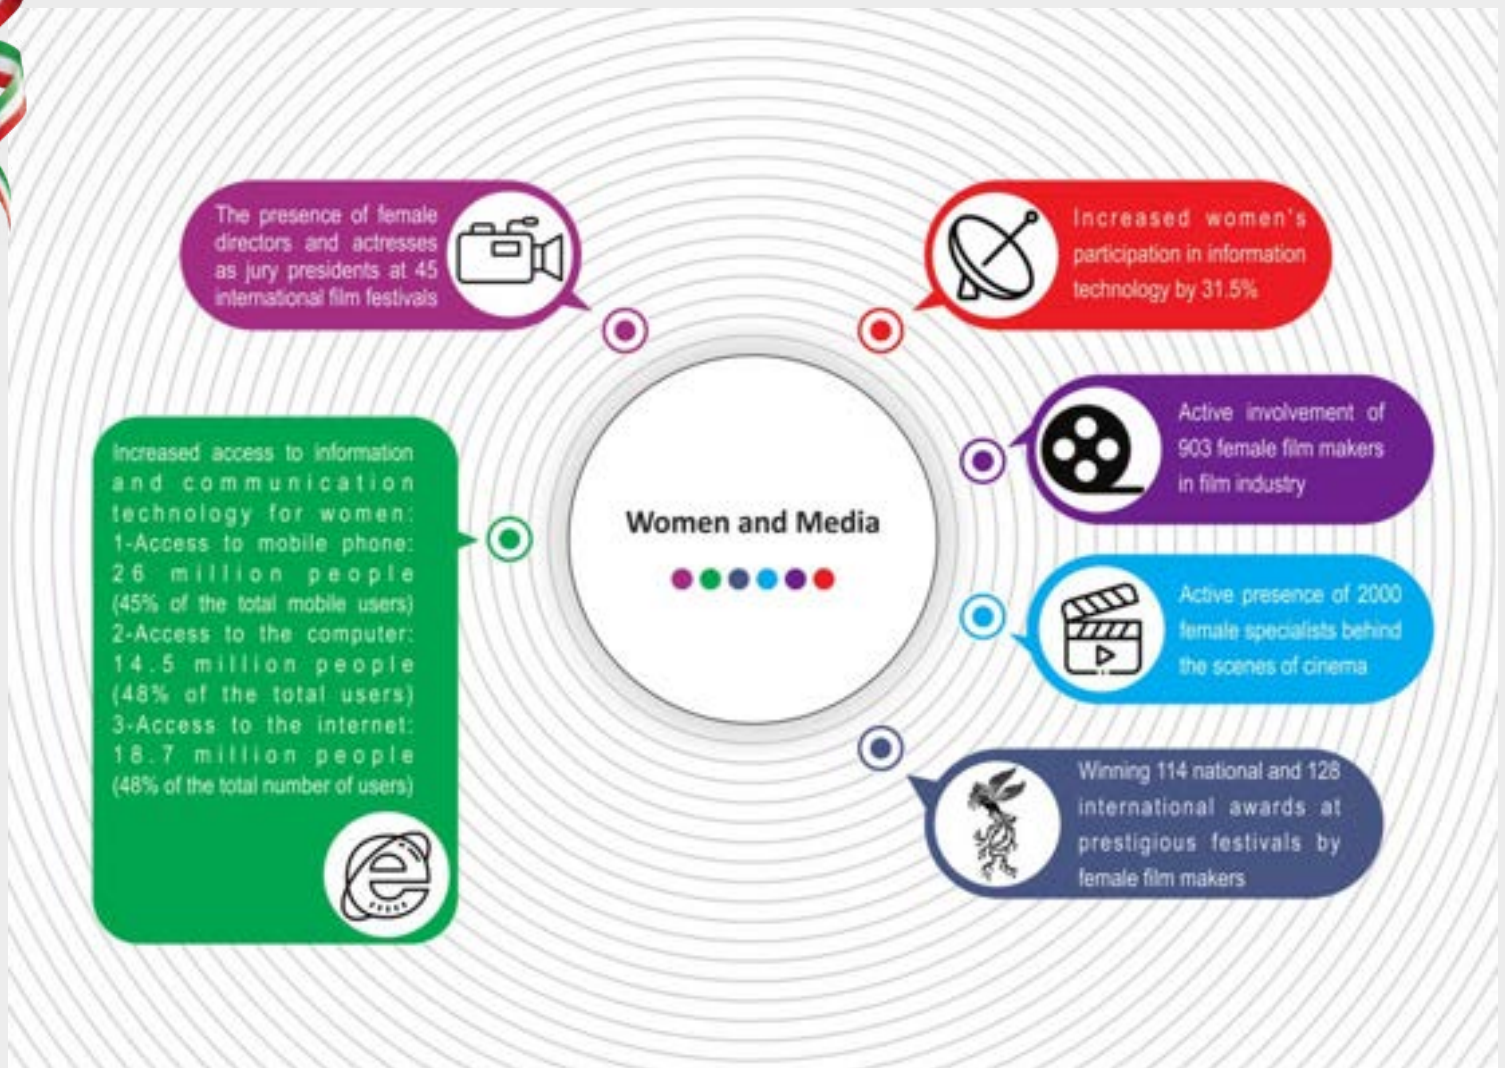 The presence of female
directors and actresses
as jury presidents at 45
international film festivals
Increased women's
participation in information
technology by 31.5%
Active involvement of
903 female film makers
in film industry
Increased access to information
and communication
technology for women:
1-Access to mobile phone:
26 million people
(45% of the total mobile users)
2-Access to the computer:
14.5 million people
(48% of the total users)
3-Access to the internet:
18.7 million people
(48% of the total number of users)
Women and Media
Active presence of 2000
female specialists behind
the scenes of cinema
Winning 114 national and 128
international awards at
prestigious festivals by
female film makers